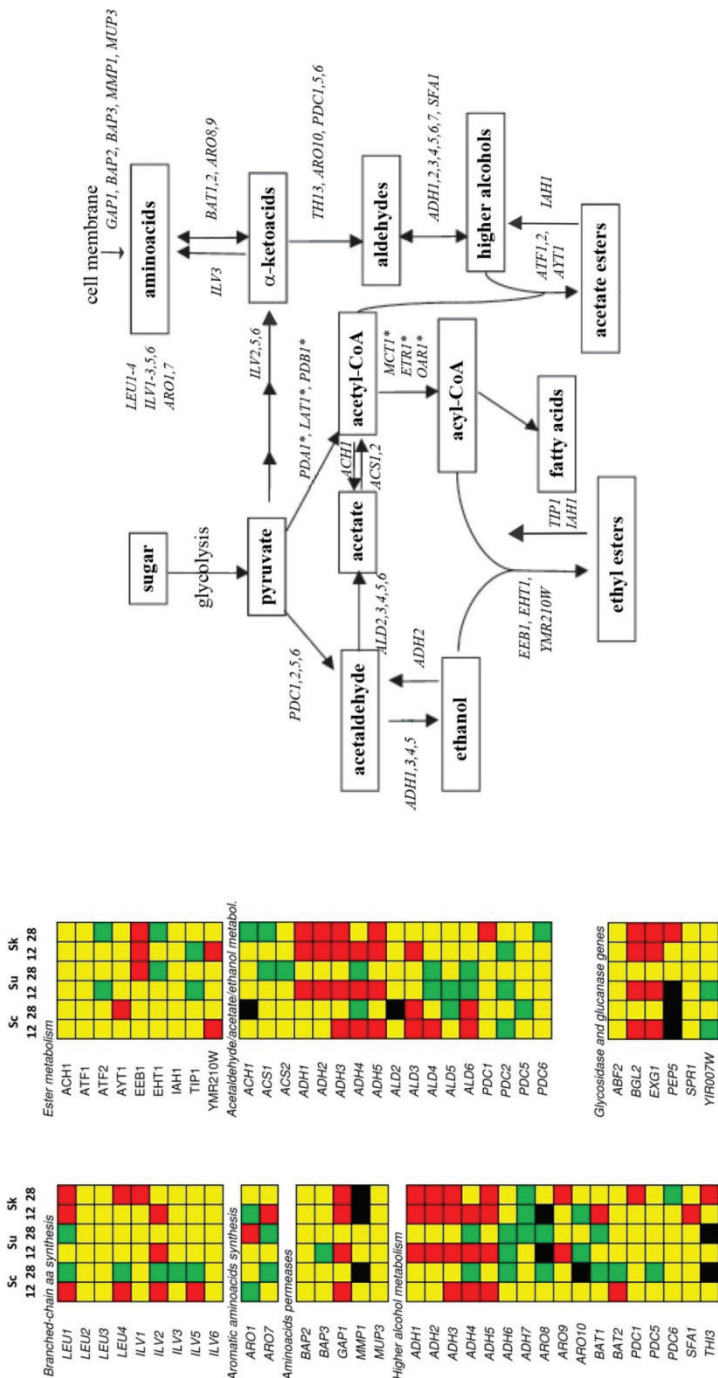 Sc Su Sk
12 28 12 28 12 28
Branched-chain aa synthesis
LEU1
LEU2
LEU3
LEU4
ILV1
ILV2
ILV3
ILV5
ILV6
Aromatic aminoacids synthesis
ARO1
ARO7
Aminoacids permeases
BAP2
BAP3
GAP1
MMP1
MUP3
Higher alcohol metabolism
ADH1
ADH2
ADH3
ADH4
ADH5
ADH6
ADH7
ARO8
ARO9
ARO10
BAT1
BAT2
PDC1
PDC5
PDC6
SFA1
THI3
Sc Su Sk
12 28 12 28 12 28
Ester metabolism
ACH1
ATF1
ATF2
AYT1
EEB1
EHT1
IAH1
TIP1
YMR210W
Acetaldehyde/acetate/ethanol metabol.
ACH1
ACS1
ACS2
ADH1
ADH2
ADH3
ADH4
ADH5
ALD2
ALD3
ALD4
ALD5
ALD6
PDC1
PDC2
PDC5
PDC6
Glycosidase and glucanase genes
ABF2
BGL2
EXG1
PEP5
SPR1
YIR007W
cell membrane
GAP1, BAP2, BAP3, MMP1, MUP3
LEU1-4
ILV1-3,5,6
ARO1,7
sugar
aminoacids
glycolysis
ILV3
BAT1,2, ARO8,9
pyruvate
ILV2,5,6
α-ketoacids
PDC1,2,5,6
PDA1*, LAT1*, PDB1*
TH13, ARO10, PDC1,5,6
acetaldehyde
ALD2,3,4,5,6
acetate
ACH1
ACS1,2
acetyl-CoA
aldehydes
ADH1,3,4,5
ADH2
MCT1*
ETR1*
OAR1*
ADH1,2,3,4,5,6,7, SFA1
ethanol
acyl-CoA
higher alcohols
EEB1, EHT1,
YMR210W
TIP1
IAH1
ATF1,2,
AYT1
IAH1
ethyl esters
fatty acids
acetate esters